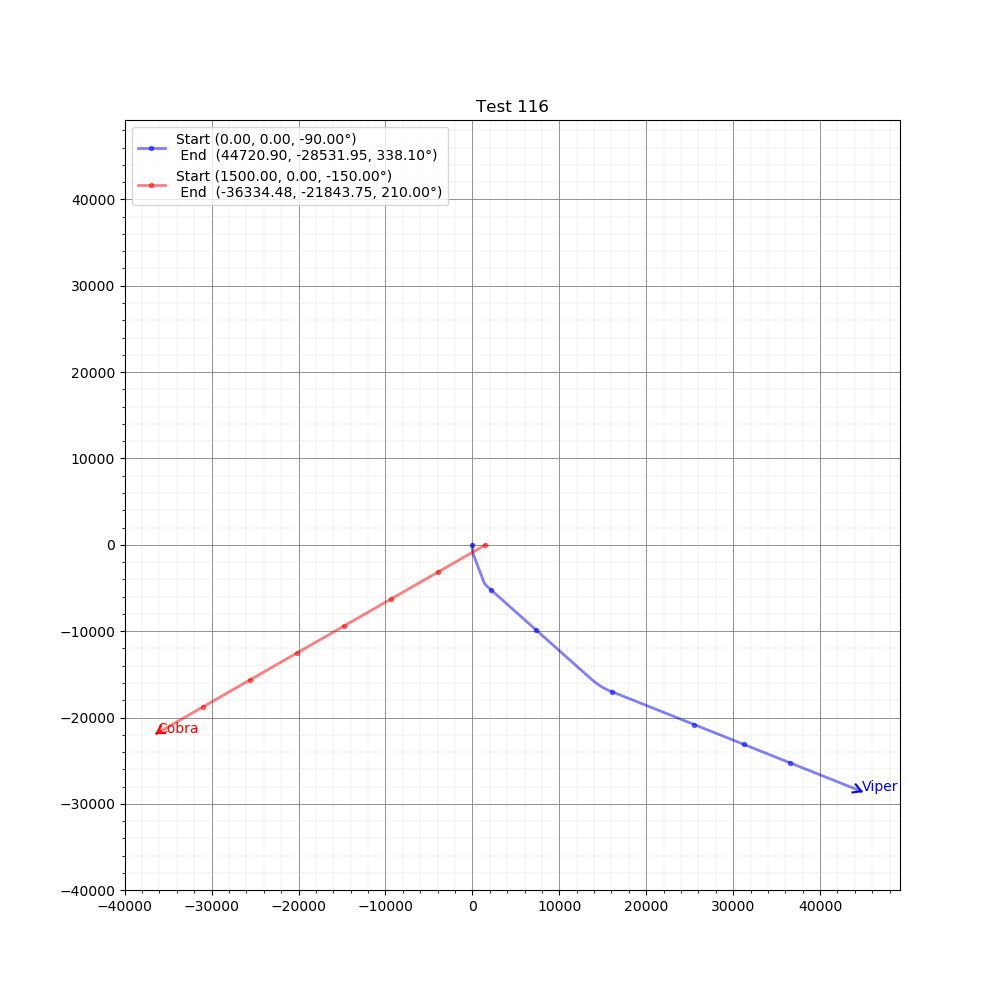 Test 116
Start (0.00, 0.00, -90.00°)
End (44720.90, -28531.95, 338.10°)
Start (1500.00, 0.00, -150.00°)
End (-36334.48, -21843.75, 210.00°)
40000
30000
20000
10000
0
−10000
−20000
−30000
−40000
Cobra
Viper
−40000 −30000 −20000 −10000 0 10000 20000 30000 40000